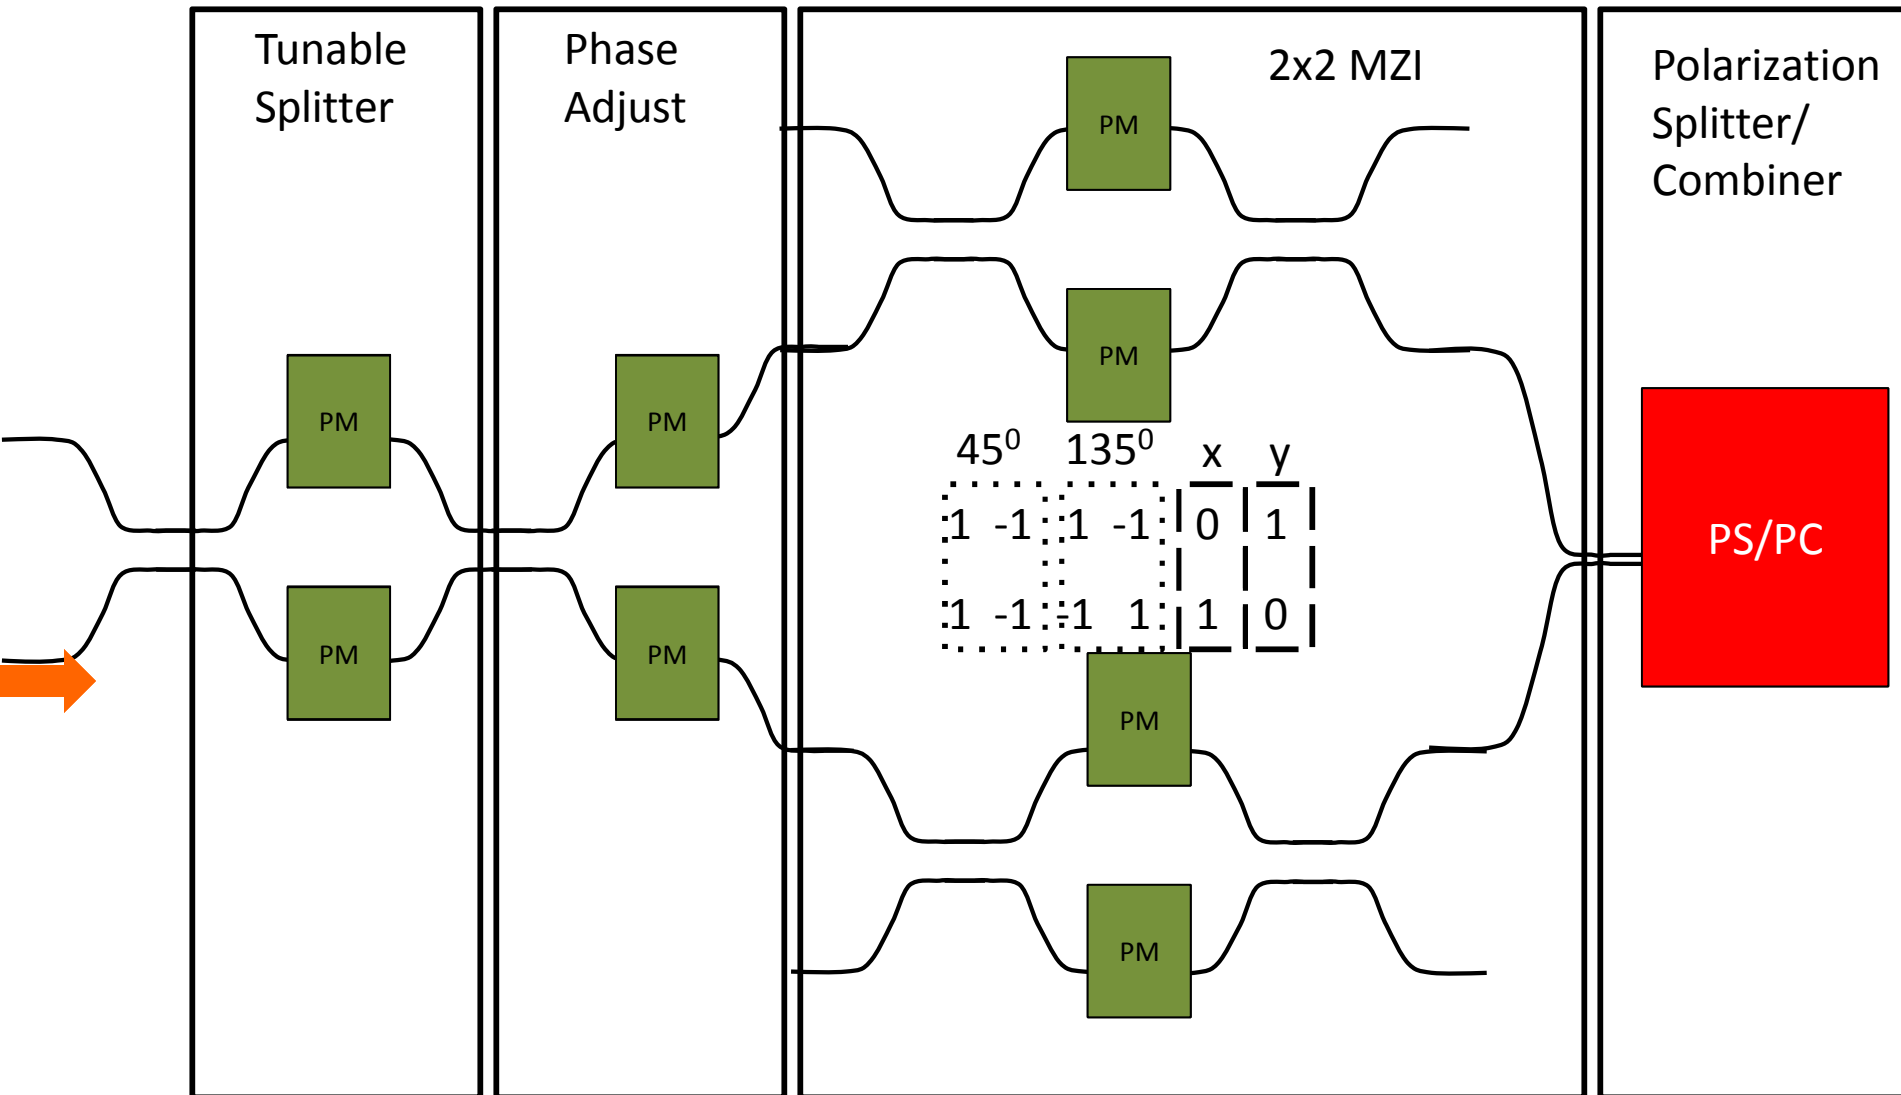 Tunable
Splitter
Phase
Adjust
2x2 MZI
Polarization
Splitter/
Combiner
PM
PM
PM
PM
PM
PM
45⁰ 135⁰ x y
1 -1 1 -1 0 1
1 -1 -1 1 1 0
PS/PC
PM
PM